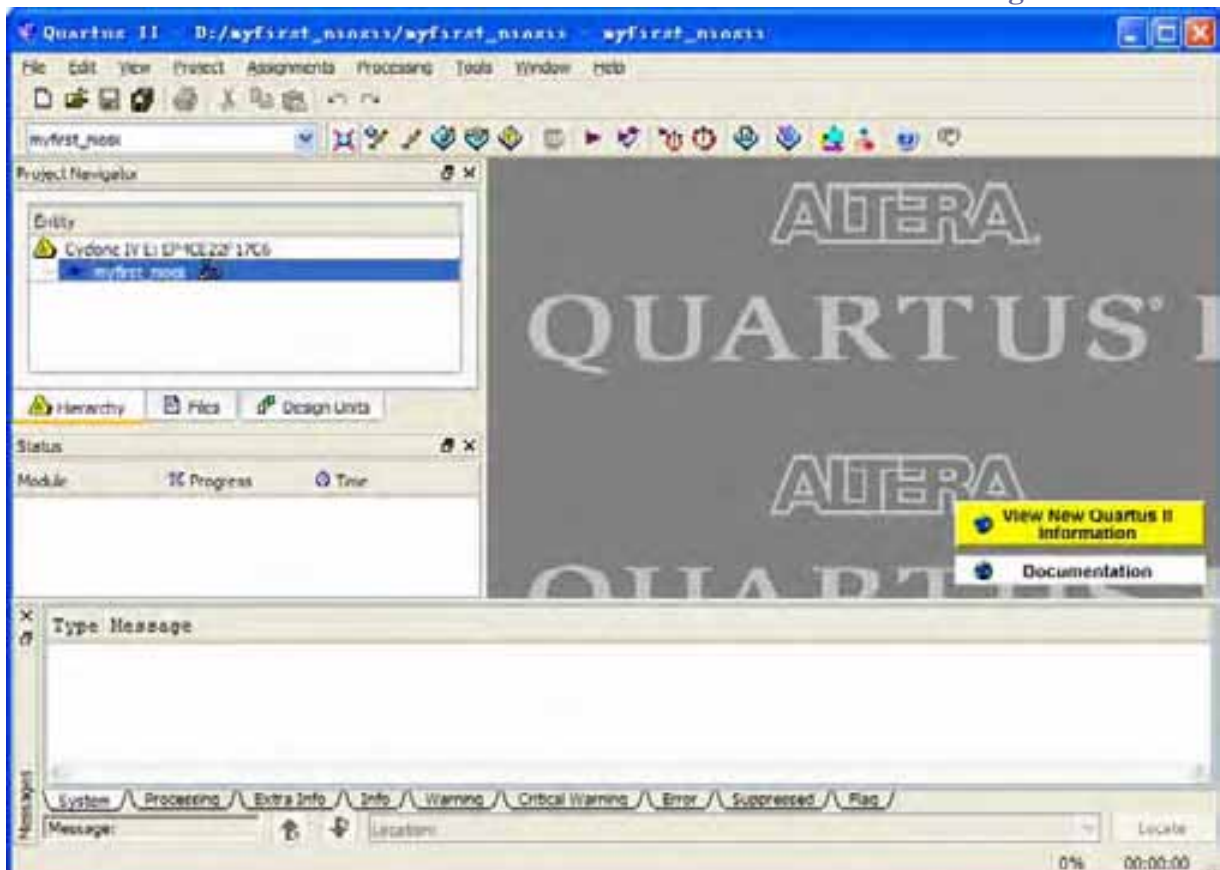 Quartus II - D:/myfirst_niosii/myfirst_niosii - myfirst_niosii
File Edit View Project Assignments Processing Tools Window Help
myfirst_niosii
Project Navigator
Entity
Cyclone IV E: EP4CE22F17C6
myfirst_niosii
Hierarchy Files Design Units
Status
Module Progress Time
ALTERA
QUARTUS
ALTERA
View New Quartus II
Information
Documentation
QUARTUS
Type Message
Messages
System Processing Extra Info Info Warning Critical Warning Error Suppressed Flag
Message: Location: Locate
0% 00:00:00